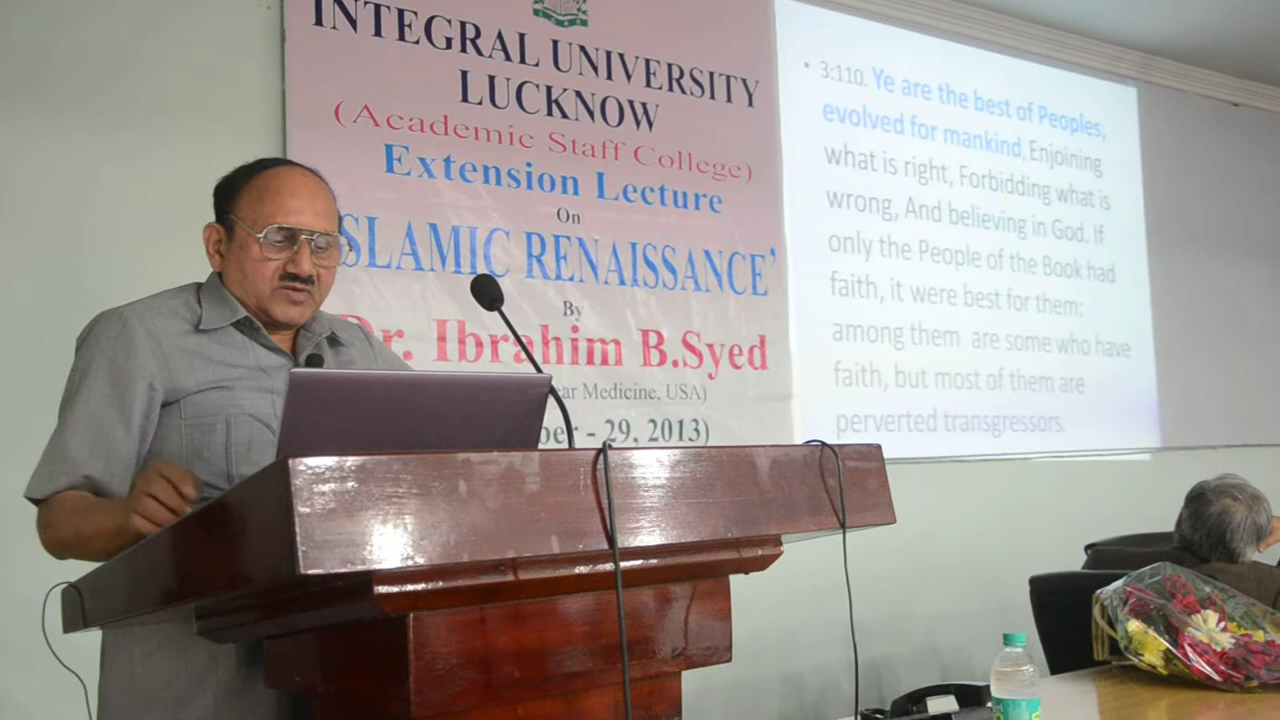 INTEGRAL UNIVERSITY
LUCKNOW
(Academic Staff College)
Extension Lecture
On
SLAMIC RENAISSANCE'
By
Dr. Ibrahim B.Syed
ear Medicine, USA)
ber - 29, 2013)
• 3:110. Ye are the best of Peoples,
evolved for mankind, Enjoining
what is right, Forbidding what is
wrong, And believing in God. If
only the People of the Book had
faith, it were best for them:
among them are some who have
faith, but most of them are
perverted transgressors.